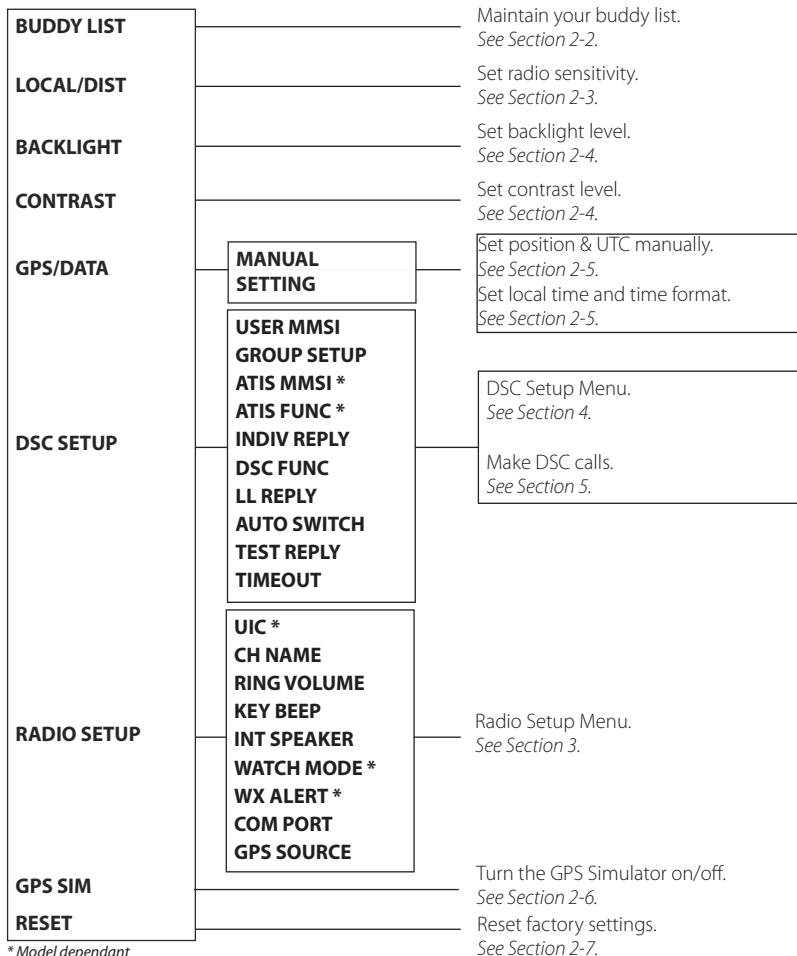 BUDDY LIST
Maintain your buddy list.
See Section 2-2.
LOCAL/DIST
Set radio sensitivity.
See Section 2-3.
BACKLIGHT
Set backlight level.
See Section 2-4.
CONTRAST
Set contrast level.
See Section 2-4.
GPS/DATA
MANUAL
SETTING
Set position & UTC manually.
See Section 2-5.
Set local time and time format.
See Section 2-5.
DSC SETUP
USER MMSI
GROUP SETUP
ATIS MMSI *
ATIS FUNC *
INDIV REPLY
DSC FUNC
LL REPLY
AUTO SWITCH
TEST REPLY
TIMEOUT
DSC Setup Menu.
See Section 4.
Make DSC calls.
See Section 5.
RADIO SETUP
UIC *
CH NAME
RING VOLUME
KEY BEEP
INT SPEAKER
WATCH MODE *
WX ALERT *
COM PORT
GPS SOURCE
Radio Setup Menu.
See Section 3.
GPS SIM
Turn the GPS Simulator on/off.
See Section 2-6.
RESET
Reset factory settings.
See Section 2-7.
* Model dependant